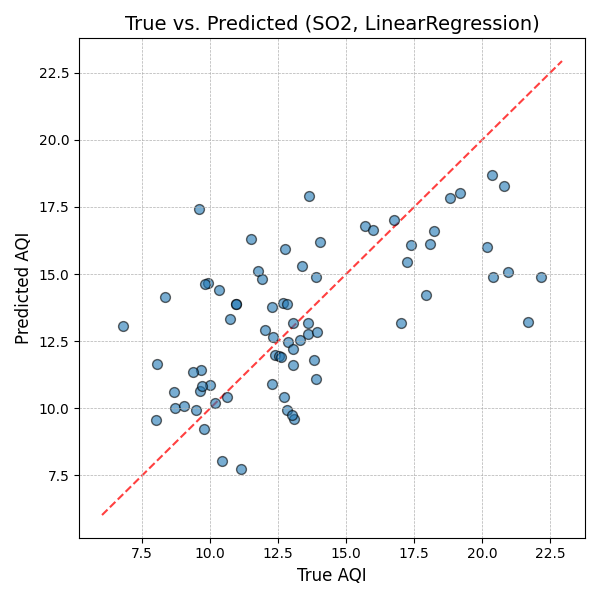 True vs. Predicted (SO2, LinearRegression)
Predicted AQI
22.5
20.0
17.5
15.0
12.5
10.0
7.5
7.5 10.0 12.5 15.0 17.5 20.0 22.5
True AQI